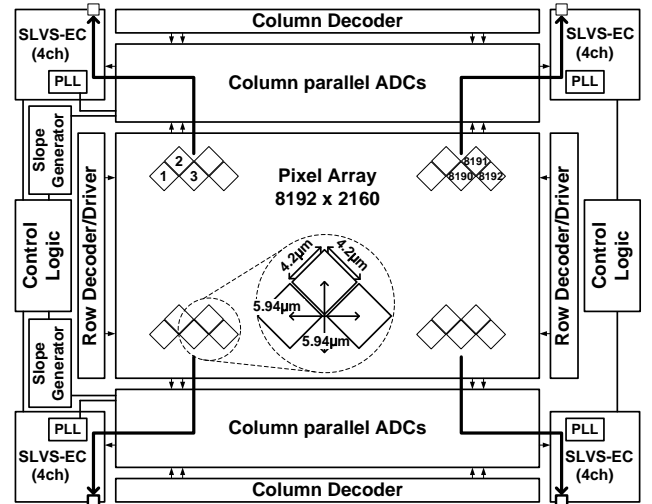 Column Decoder
SLVS-EC
(4ch)
PLL
SLVS-EC
(4ch)
PLL
Column parallel ADCs
Slope
Generator
Control
Logic
Row Decoder/Driver
Pixel Array
8192 x 2160
1
2
3
8190
8191
8192
4.2μm
4.2μm
5.94μm
5.94μm
Row Decoder/Driver
Control
Logic
Slope
Generator
Column parallel ADCs
PLL
SLVS-EC
(4ch)
PLL
SLVS-EC
(4ch)
Column Decoder